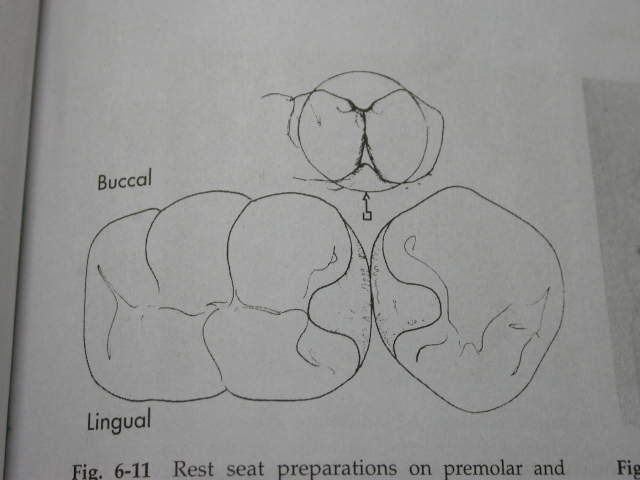 Buccal
Lingual
Fig. 6-11 Rest seat preparations on premolar and
Fig